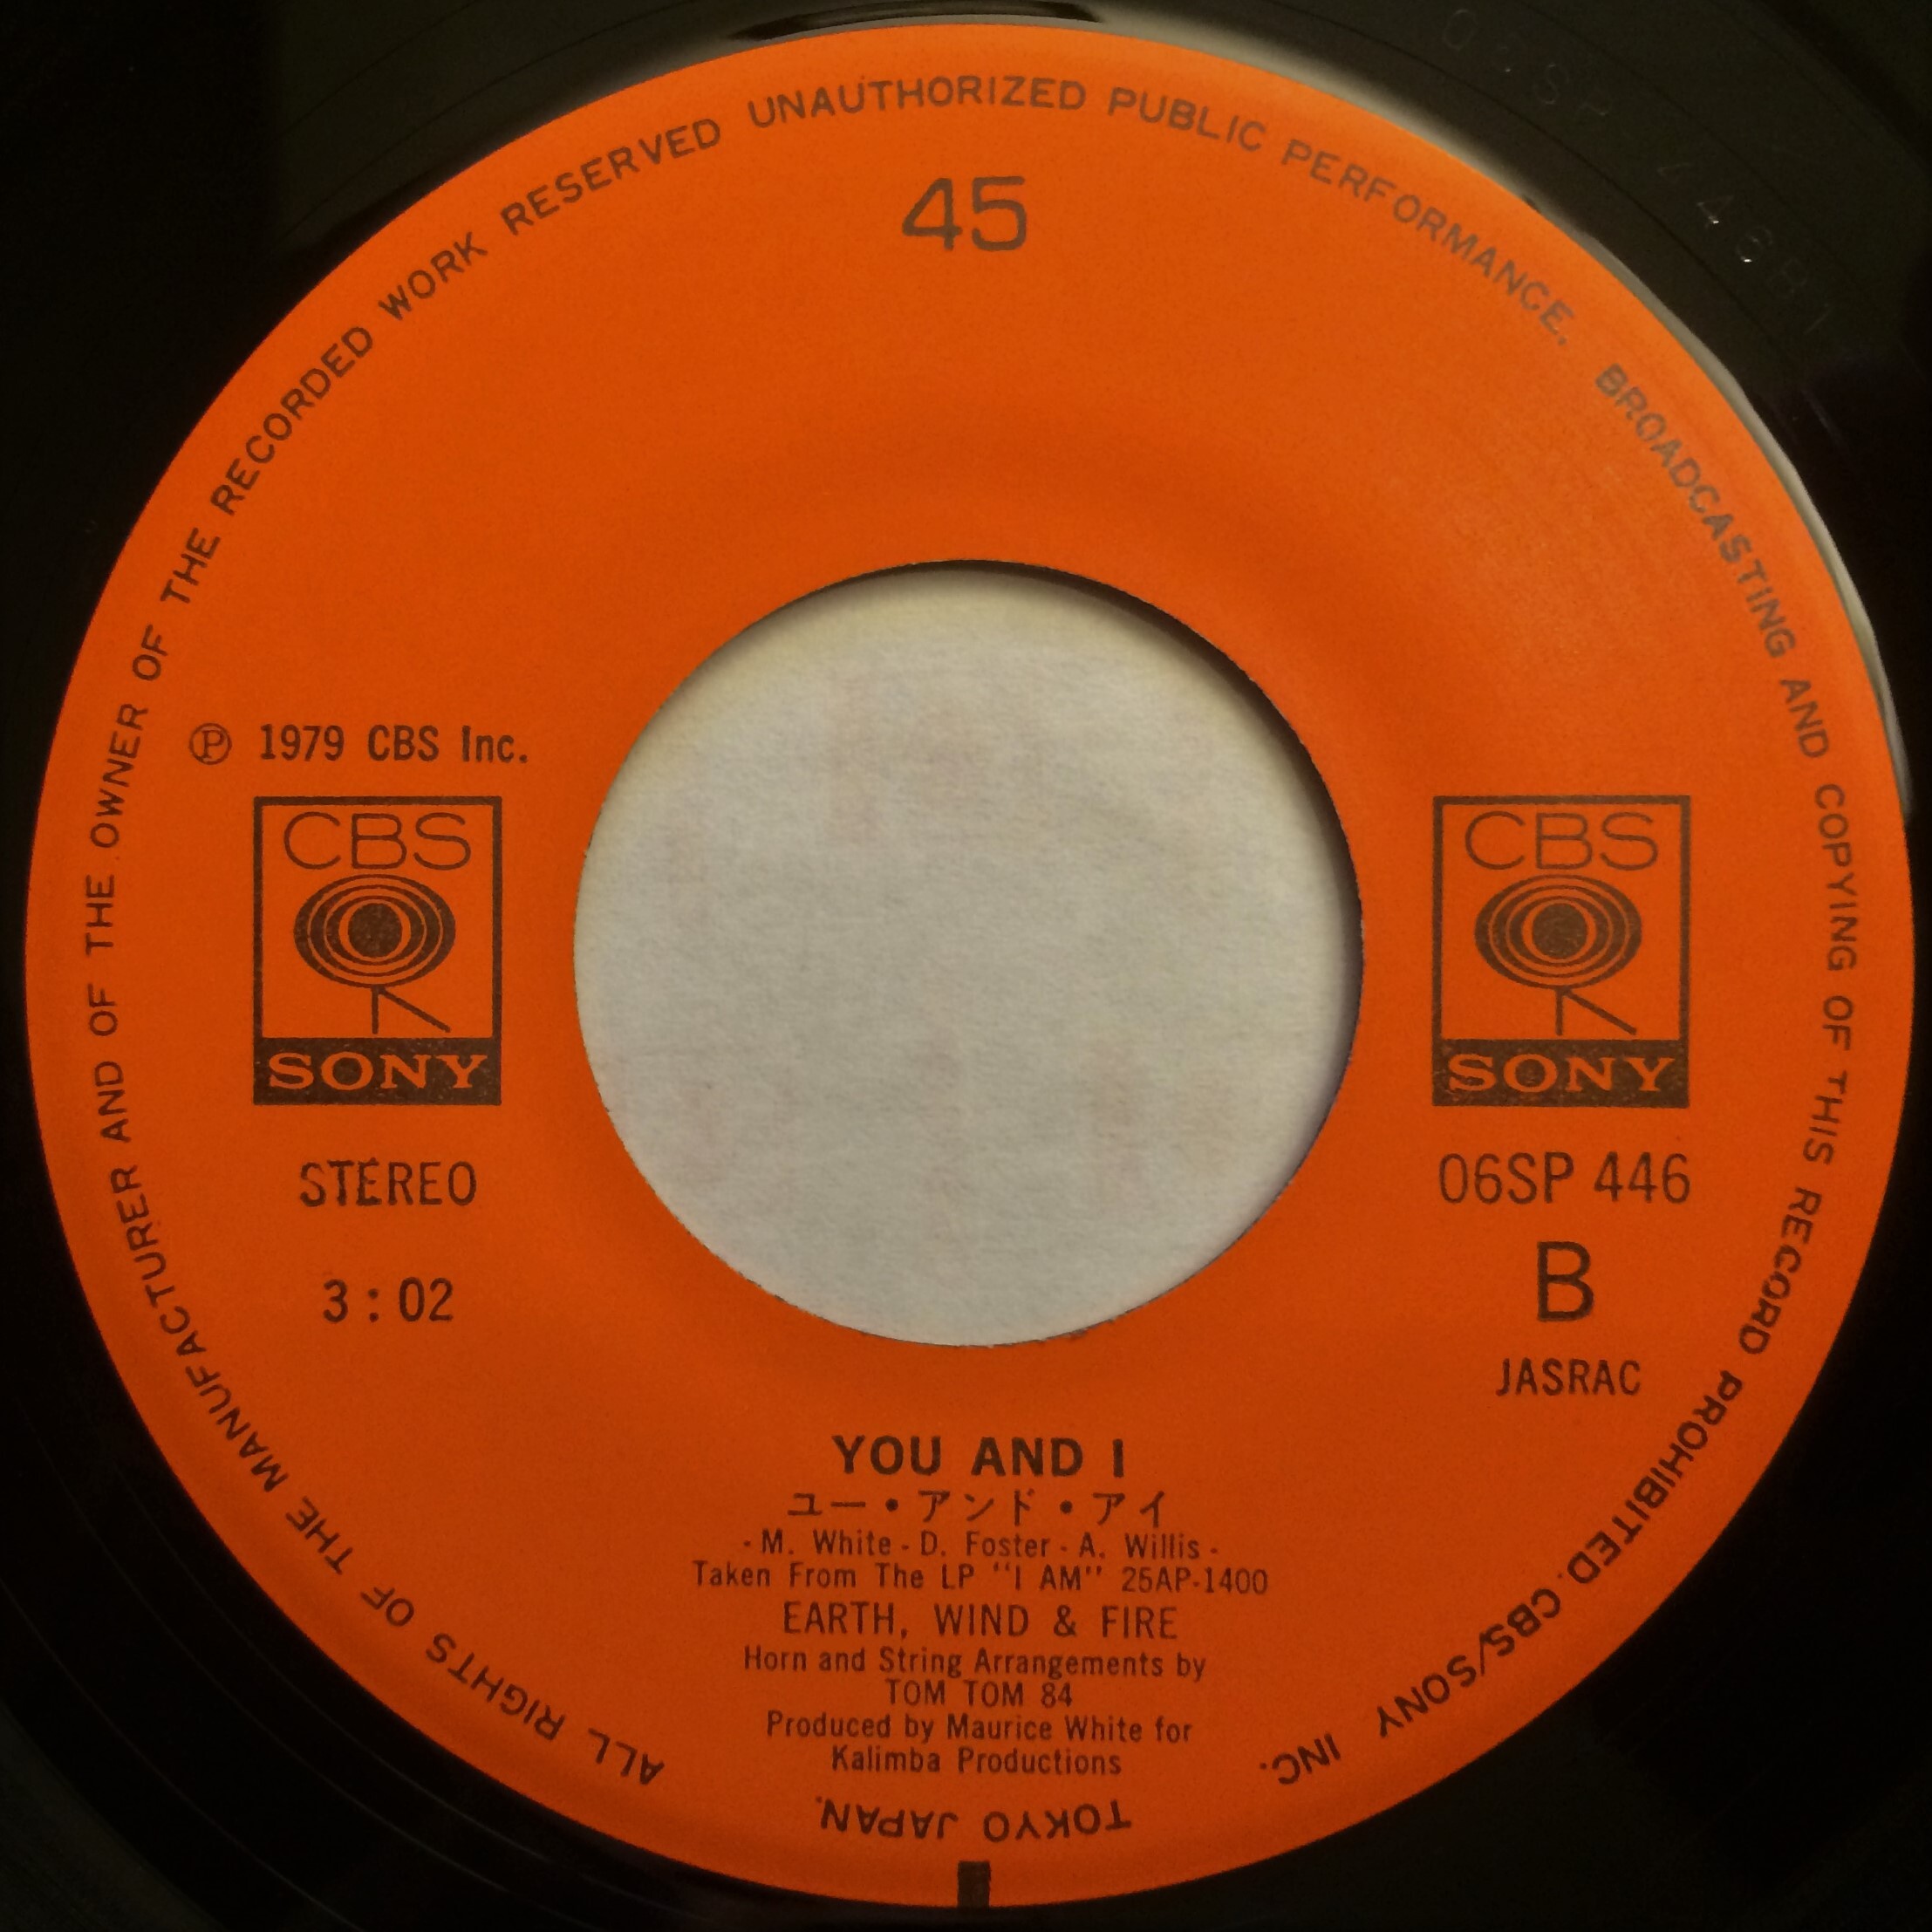 ALL RIGHTS OF THE MANUFACTURER AND OF THE OWNER OF THE RECORDED WORK RESERVED UNAUTHORIZED PUBLIC PERFORMANCE. BROADCASTING AND COPYING OF THIS RECORD PROHIBITED. CBS/SONY INC.
TOKYO JAPAN.
45
Ⓟ 1979 CBS Inc.
CBS
SONY
STEREO
3:02
CBS
SONY
06SP 446
B
JASRAC
YOU AND I
ユー・アンド・アイ
- M. White - D. Foster - A. Willis -
Taken From The LP "I AM" 25AP-1400
EARTH, WIND & FIRE
Horn and String Arrangements by
TOM TOM 84
Produced by Maurice White for
Kalimba Productions